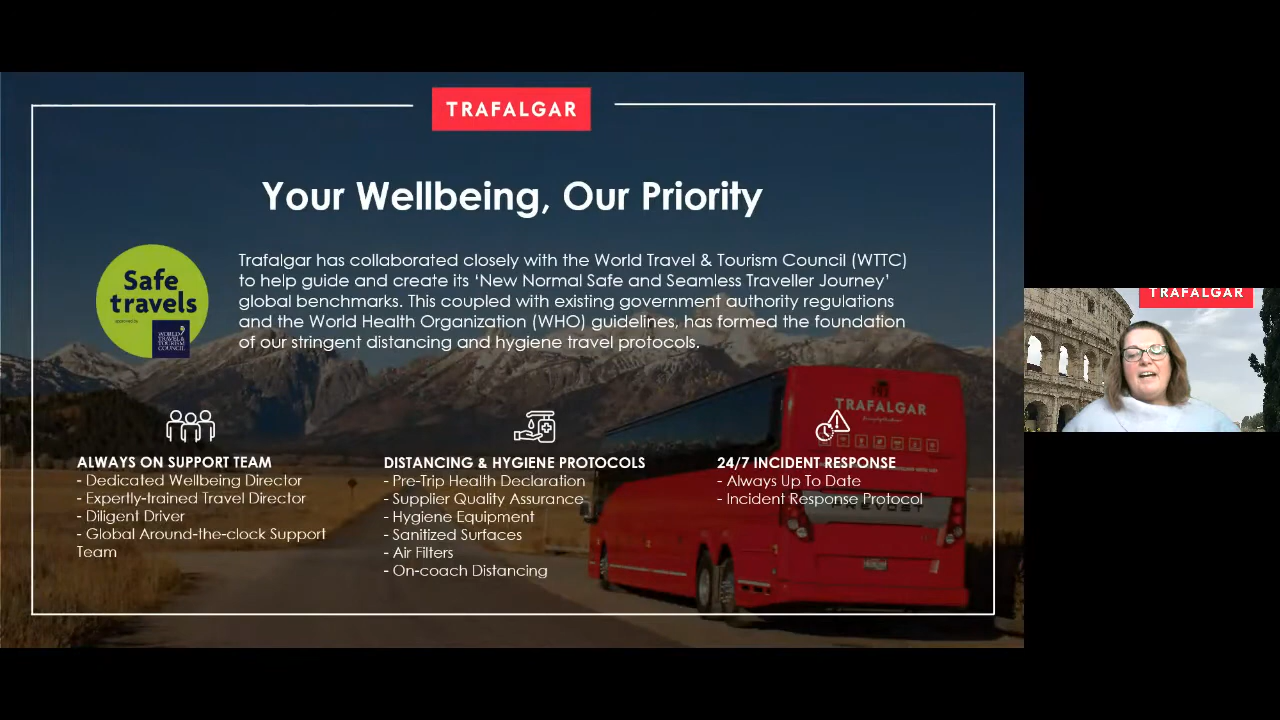 TRAFALGAR
Your Wellbeing, Our Priority
Safe
travels
WORLD
TRAVEL &
TOURISM
COUNCIL
Trafalgar has collaborated closely with the World Travel & Tourism Council (WTTC)
to help guide and create its ‘New Normal Safe and Seamless Traveller Journey’
global benchmarks. This coupled with existing government authority regulations
and the World Health Organization (WHO) guidelines, has formed the foundation
of our stringent distancing and hygiene travel protocols.
ALWAYS ON SUPPORT TEAM
- Dedicated Wellbeing Director
- Expertly-trained Travel Director
- Diligent Driver
- Global Around-the-clock Support
Team
DISTANCING & HYGIENE PROTOCOLS
- Pre-Trip Health Declaration
- Supplier Quality Assurance
- Hygiene Equipment
- Sanitized Surfaces
- Air Filters
- On-coach Distancing
24/7 INCIDENT RESPONSE
- Always Up To Date
- Incident Response Protocol
TRAFALGAR
PREVOST
TRAFALGAR